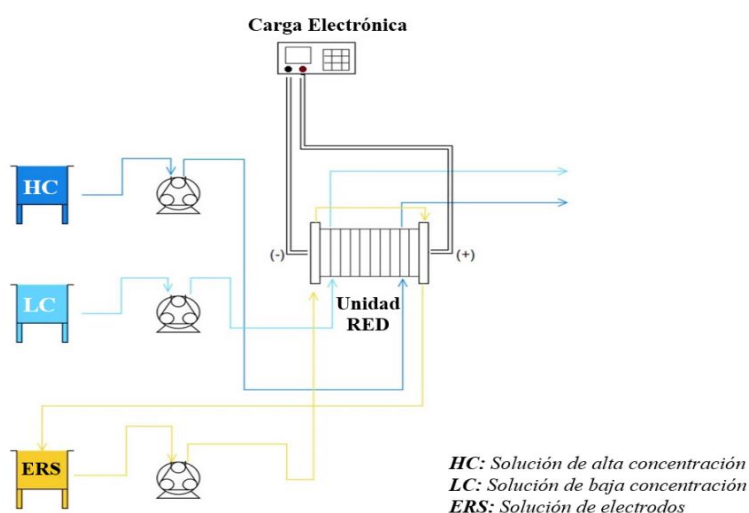 Carga Electrónica
HC
(-)
(+)
LC
Unidad
RED
ERS
HC: Solución de alta concentración
LC: Solución de baja concentración
ERS: Solución de electrodos